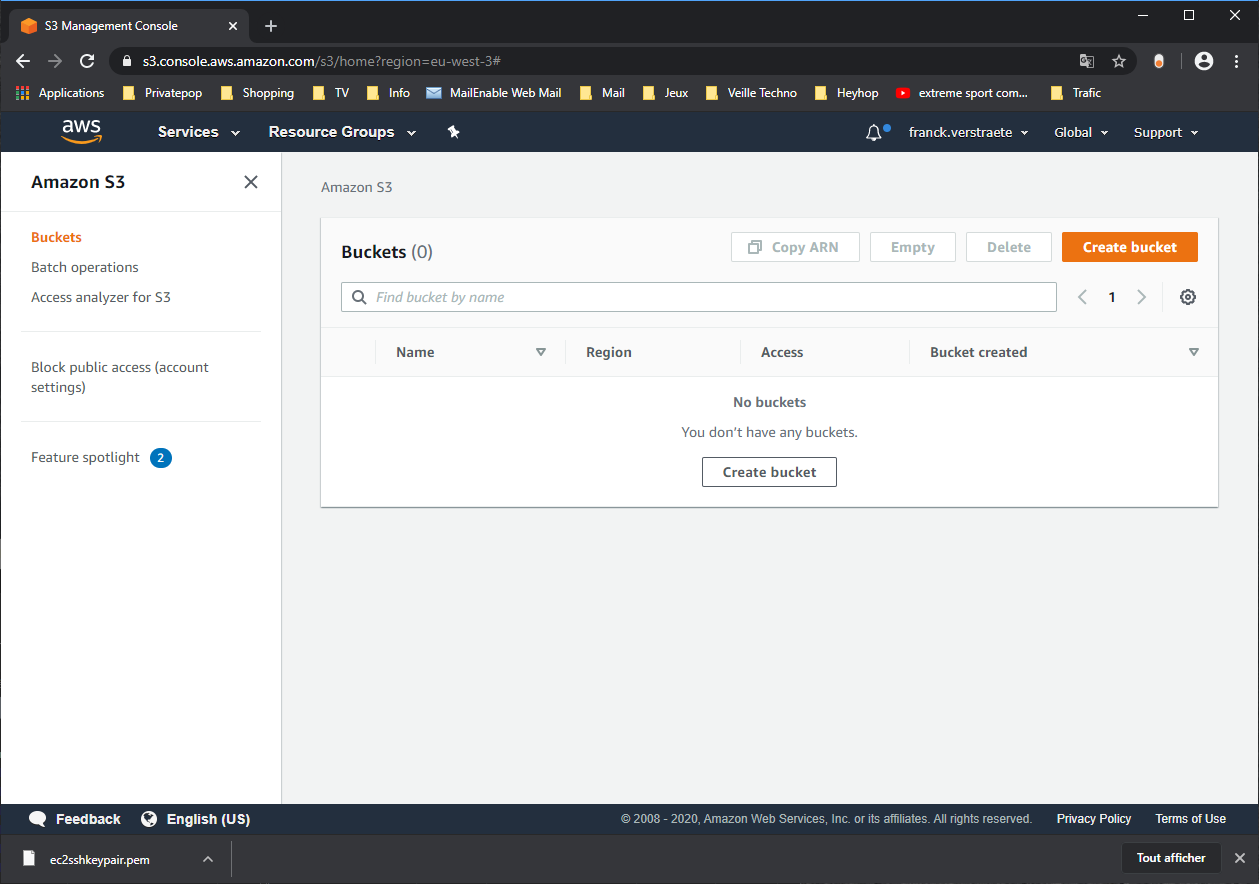 S3 Management Console
s3.console.aws.amazon.com/s3/home?region=eu-west-3#
Applications Privatepop Shopping TV Info MailEnable Web Mail Mail Jeux Veille Techno Heyhop extreme sport com... Trafic
aws Services Resource Groups franck.verstraete Global Support
Amazon S3
Buckets
Batch operations
Access analyzer for S3
Block public access (account
settings)
Feature spotlight 2
Amazon S3
Buckets (0) Copy ARN Empty Delete Create bucket
Find bucket by name 1
Name Region Access Bucket created
No buckets
You don't have any buckets.
Create bucket
Feedback English (US) © 2008 - 2020, Amazon Web Services, Inc. or its affiliates. All rights reserved. Privacy Policy Terms of Use
ec2sshkeypair.pem Tout afficher